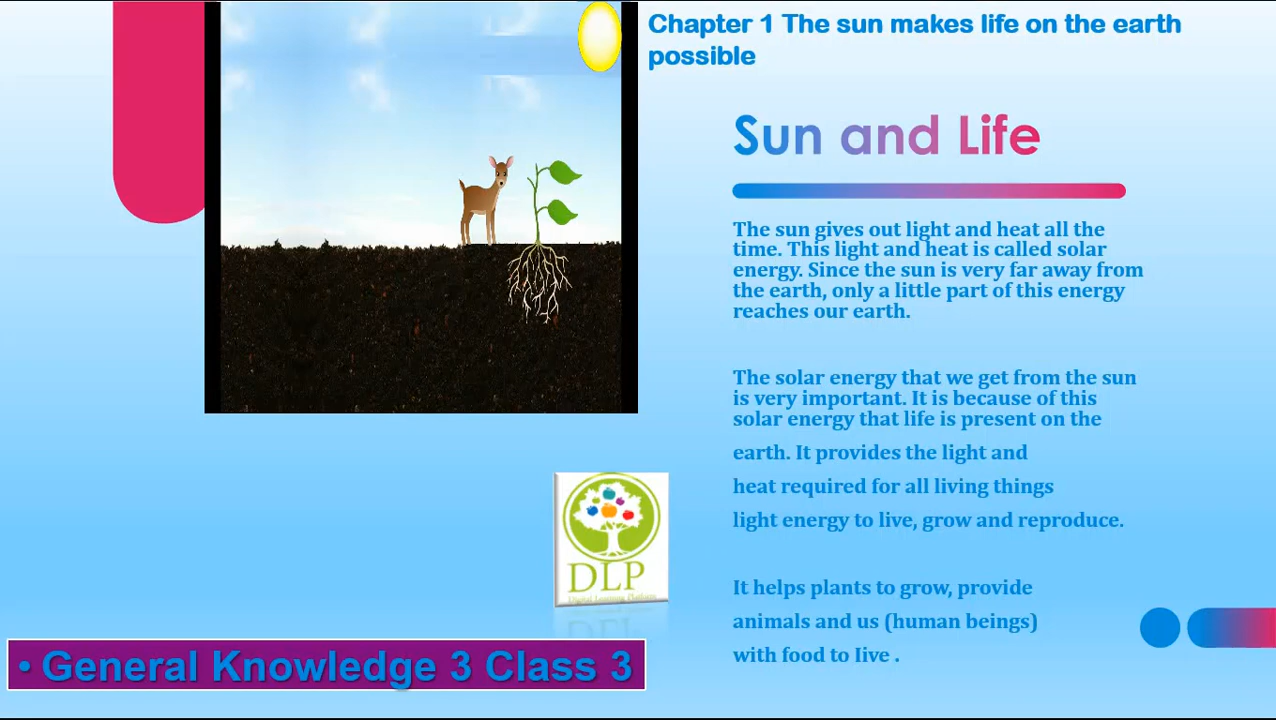 Chapter 1 The sun makes life on the earth
possible
Sun and Life
The sun gives out light and heat all the
time. This light and heat is called solar
energy. Since the sun is very far away from
the earth, only a little part of this energy
reaches our earth.
The solar energy that we get from the sun
is very important. It is because of this
solar energy that life is present on the
earth. It provides the light and
heat required for all living things
light energy to live, grow and reproduce.
It helps plants to grow, provide
animals and us (human beings)
with food to live .
DLP
Digital Learning Platform
• General Knowledge 3 Class 3